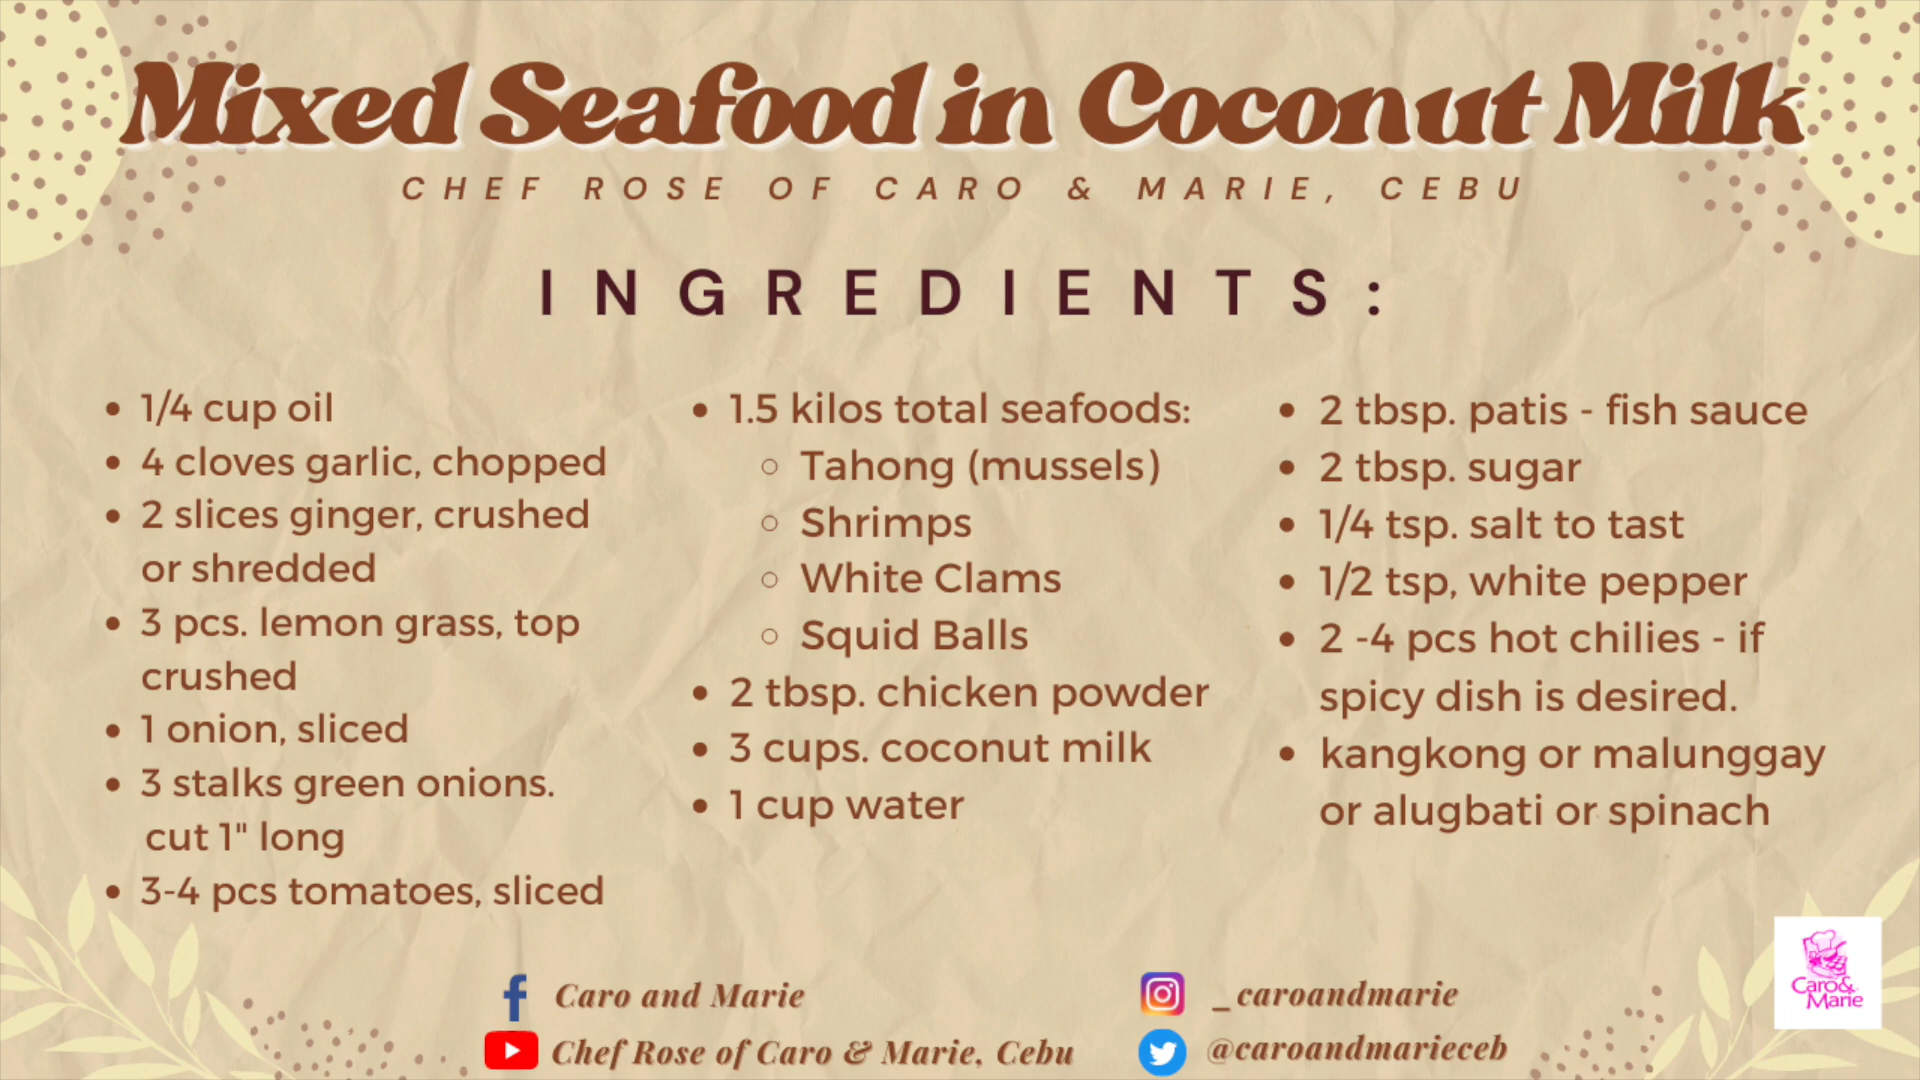 Mixed Seafood in Coconut Milk
CHEF ROSE OF CARO & MARIE, CEBU
INGREDIENTS:
1/4 cup oil
4 cloves garlic, chopped
2 slices ginger, crushed
or shredded
3 pcs. lemon grass, top
crushed
1 onion, sliced
3 stalks green onions.
cut 1" long
3-4 pcs tomatoes, sliced
1.5 kilos total seafoods:
Tahong (mussels)
Shrimps
White Clams
Squid Balls
2 tbsp. chicken powder
3 cups. coconut milk
1 cup water
2 tbsp. patis - fish sauce
2 tbsp. sugar
1/4 tsp. salt to tast
1/2 tsp, white pepper
2 -4 pcs hot chilies - if
spicy dish is desired.
kangkong or malunggay
or alugbati or spinach
Caro and Marie
Chef Rose of Caro & Marie, Cebu
_caroandmarie
@caroandmarieceb
Caro&
Marie